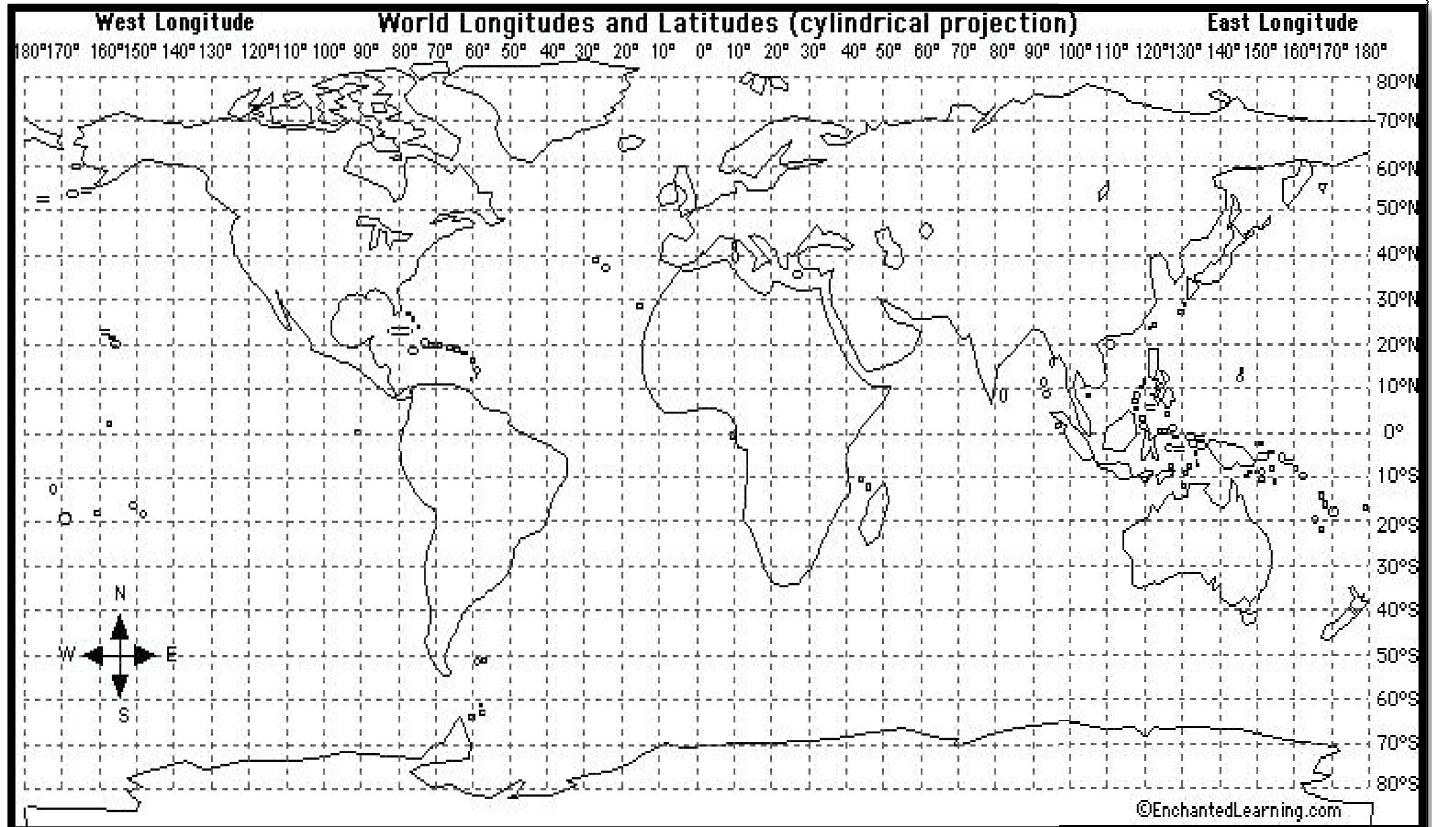 West Longitude World Longitudes and Latitudes (cylindrical projection) East Longitude
180°170° 160°150° 140°130° 120°110° 100° 90° 80° 70° 60° 50° 40° 30° 20° 10° 0° 10° 20° 30° 40° 50° 60° 70° 80° 90° 100° 110° 120°130° 140° 150°160°170° 180°
80°N
70°N
60°N
50°N
40°N
30°N
20°N
10°N
0°
10°S
20°S
30°S
N
40°S
W E 50°S
S
60°S
70°S
80°S
©EnchantedLearning.com